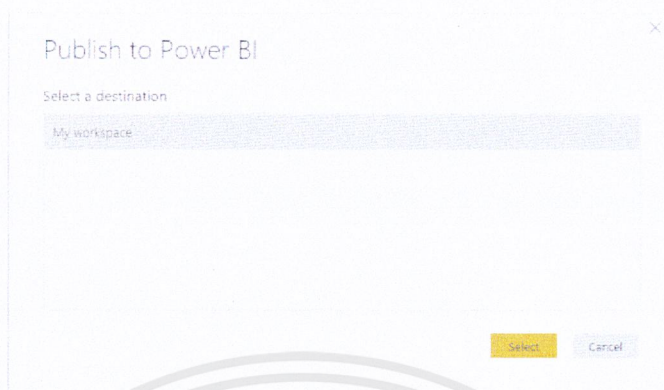 Publish to Power BI
Select a destination
My workspace
Select
Cancel